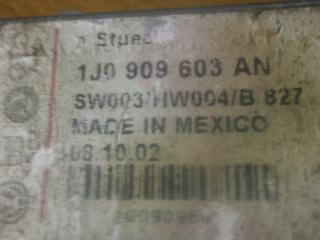 1J0 909 603 AN
SW003/HW004/B 827
MADE IN MEXICO
08.10.02